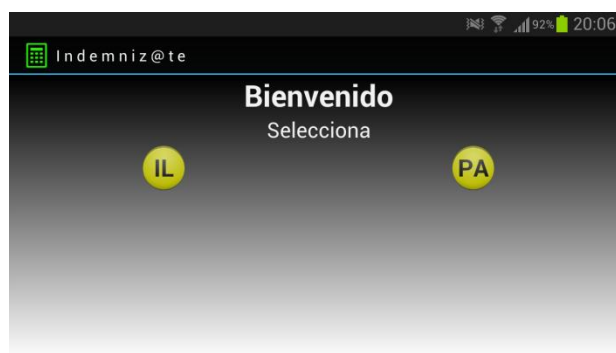 92% 20:06
Indemniz@te
Bienvenido
Selecciona
IL PA